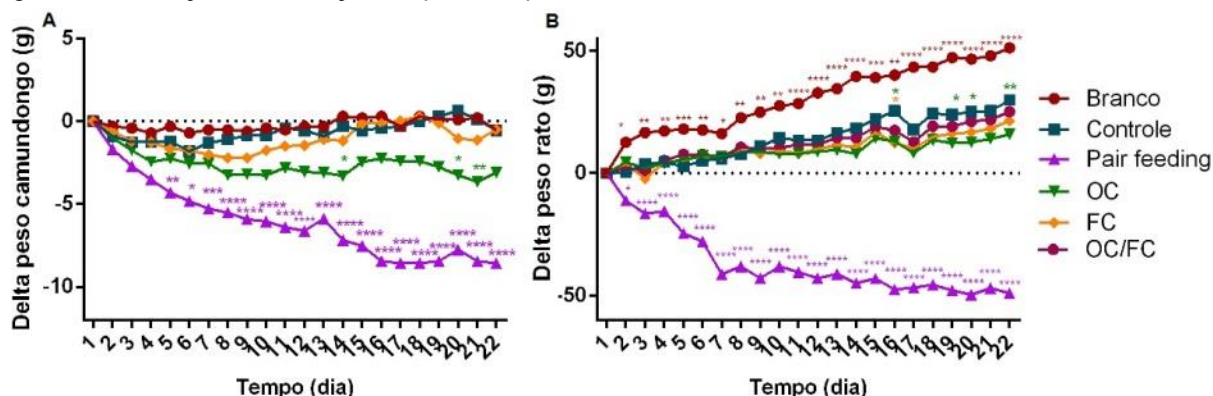 A
Delta peso camundongo (g)
5
0
-5
-10
** * *** **** **** **** **** **** **** **** **** **** **** **** **** **** **** ****
* * **
1 2 3 4 5 6 7 8 9 10 11 12 13 14 15 16 17 18 19 20 21 22
Tempo (dia)
B
Delta peso rato (g)
50
0
-50
1 2 3 4 5 6 7 8 9 10 11 12 13 14 15 16 17 18 19 20 21 22
Tempo (dia)
Branco
Controle
Pair feeding
OC
FC
OC/FC